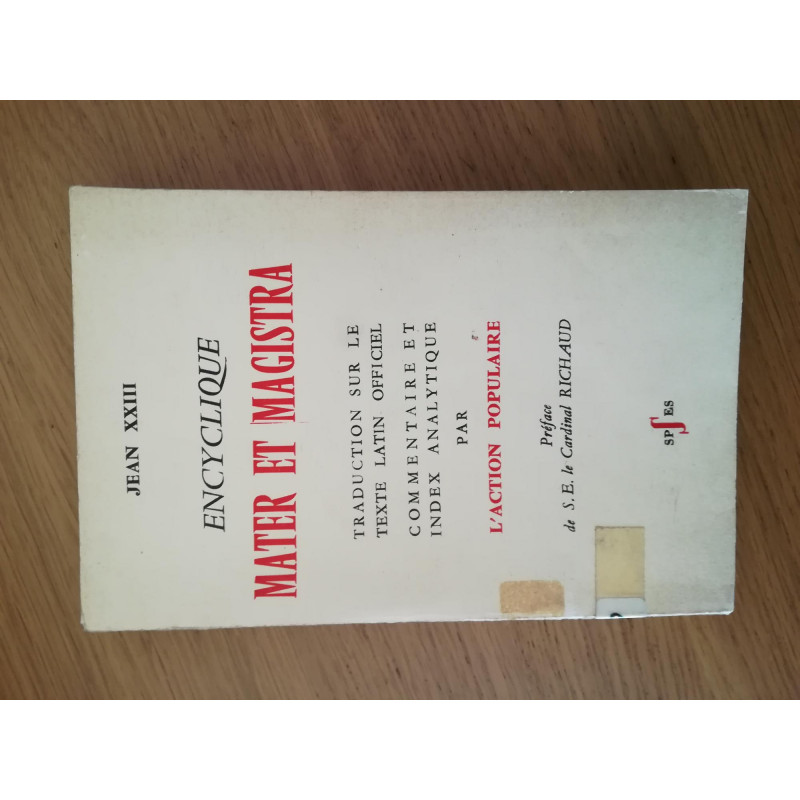 JEAN XXIII
ENCYCLIQUE
MATER ET MAGISTRA
TRADUCTION SUR LE
TEXTE LATIN OFFICIEL
COMMENTAIRE ET
INDEX ANALYTIQUE
PAR
L'ACTION POPULAIRE
Préface
de S. E. le Cardinal RICHAUD
SPES